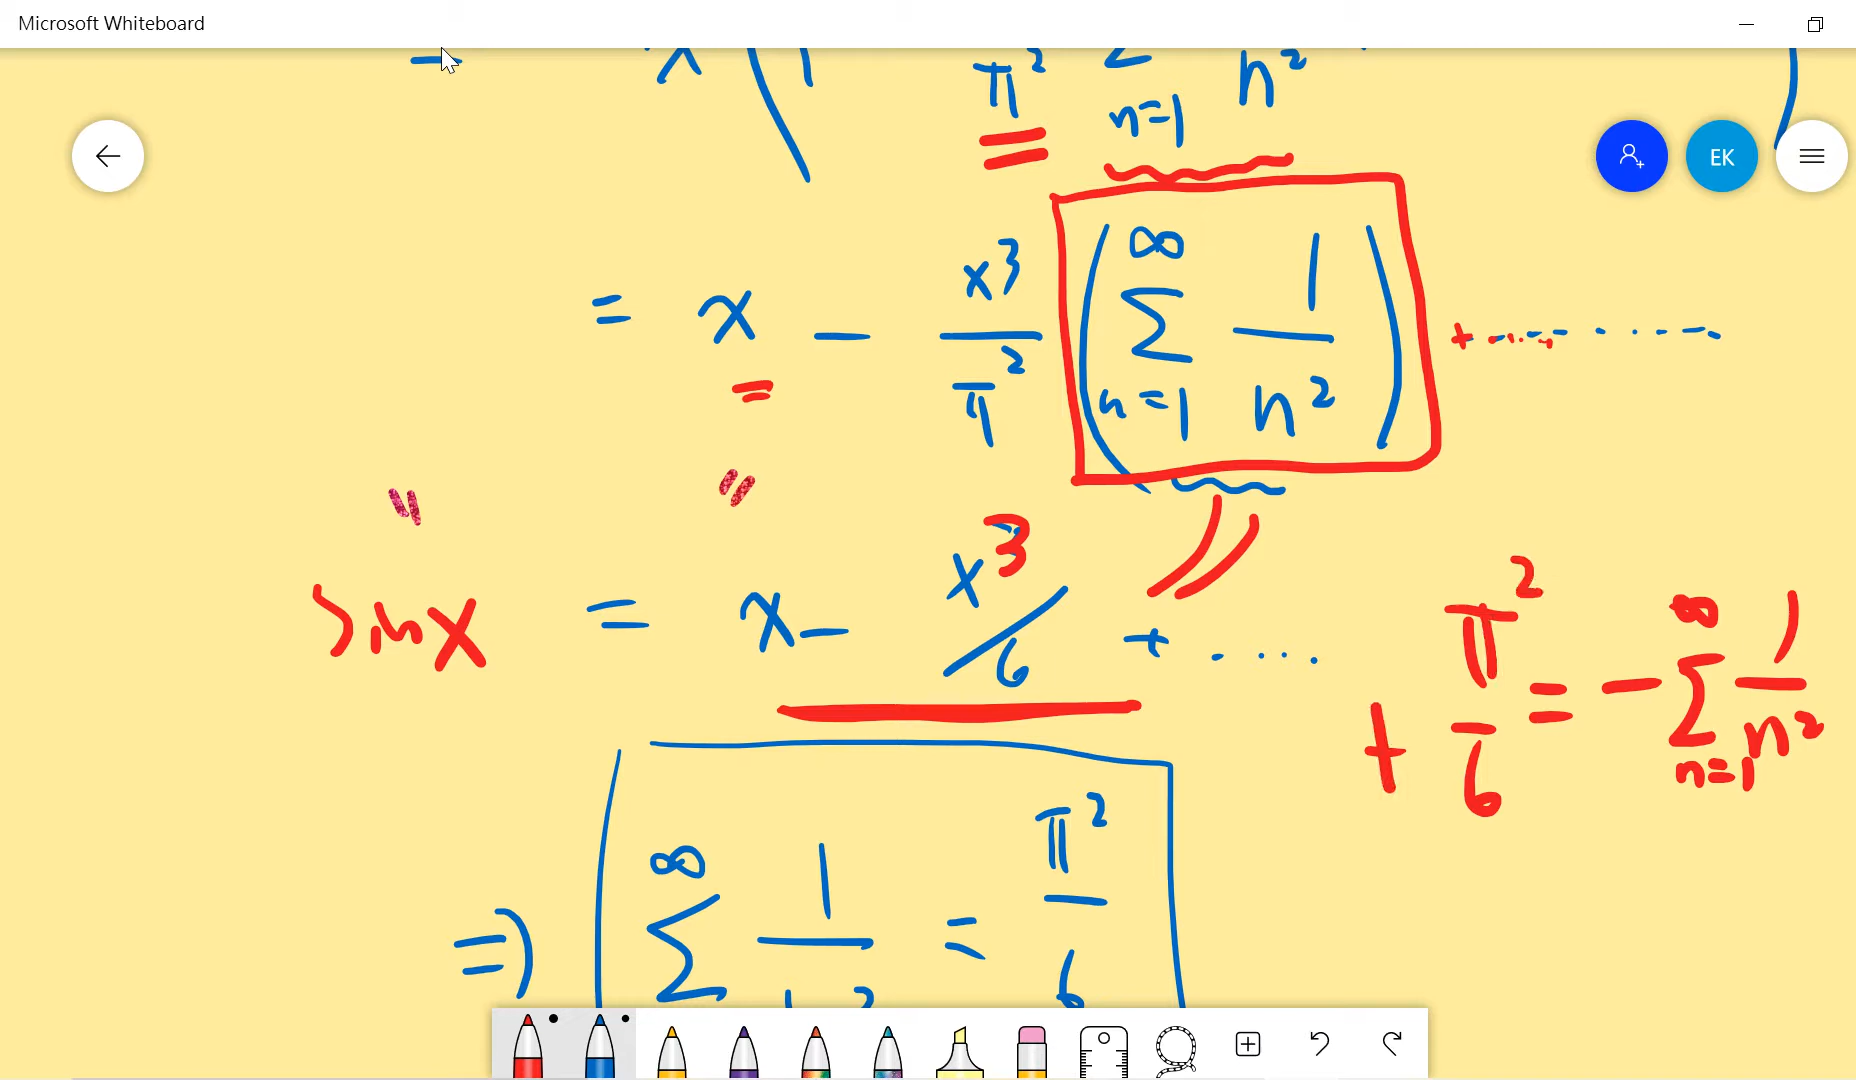 Microsoft Whiteboard
π² Σ n=1 n²
EK
= x − x³/π² ( ∞ Σ n=1 1/n² ) + .......
sin x = x − x³/6 + ....
+ π²/6 = − ∞ Σ n=1 1/n²
⇒ ∞ Σ 1/ = π²/6